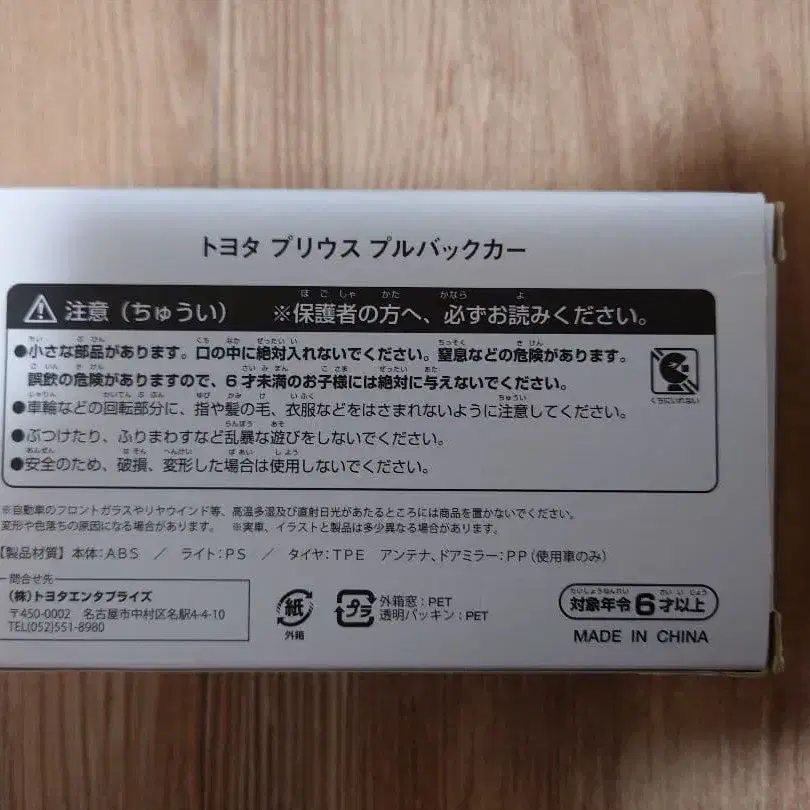 トヨタ プリウス プルバックカー
注意（ちゅうい） ※保護者の方へ、必ずお読みください。
●小さな部品があります。口の中に絶対入れないでください。窒息などの危険があります。
誤飲の危険がありますので、6才未満のお子様には絶対に与えないでください。
●車輪などの回転部分に、指や髪の毛、衣服などをはさまれないように注意してください。
●ぶつけたり、ふりまわすなど乱暴な遊びをしないでください。
●安全のため、破損、変形した場合は使用しないでください。
くちにいれない
※自動車のフロントガラスやリヤウインド等、高温多湿及び直射日光があたるところには商品を置かないでください。
変形や色落ちの原因になる場合があります。 ※実車、イラストと製品は多少異なる場合があります。
【製品材質】本体:ABS ／ ライト:PS ／ タイヤ:TPE アンテナ、ドアミラー:PP(使用車のみ)
問合せ先
(株)トヨタエンタプライズ
〒450-0002 名古屋市中村区名駅4-4-10
TEL(052)551-8980
紙
外箱
プラ
外箱窓:PET
透明パッキン:PET
対象年令6才以上
MADE IN CHINA